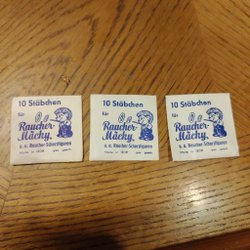 10 Stäbchen
für
Raucher-
Mäcky,
u. a. Raucher-Scherzfiguren
10 Stäbchen
für
Raucher-
Mäcky,
u. a. Raucher-Scherzfiguren
10 Stäbchen
für
Raucher-
Mäcky,
u. a. Raucher-Scherzfiguren